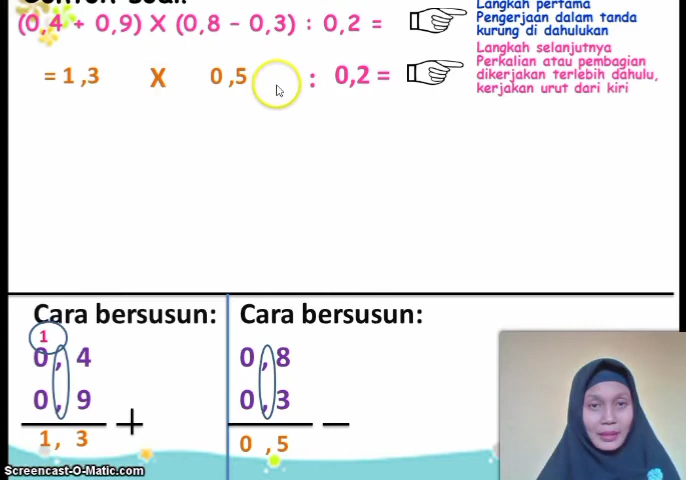 Contoh Soal:
(0,4 + 0,9) X (0,8 - 0,3) : 0,2 =
Langkah pertama
Pengerjaan dalam tanda
kurung di dahulukan
= 1,3 X 0,5 : 0,2 =
Langkah selanjutnya
Perkalian atau pembagian
dikerjakan terlebih dahulu,
kerjakan urut dari kiri
Cara bersusun:
1
0,4
0,9
+
1, 3
Cara bersusun:
0,8
0,3
−
0 ,5
Screencast-O-Matic.com